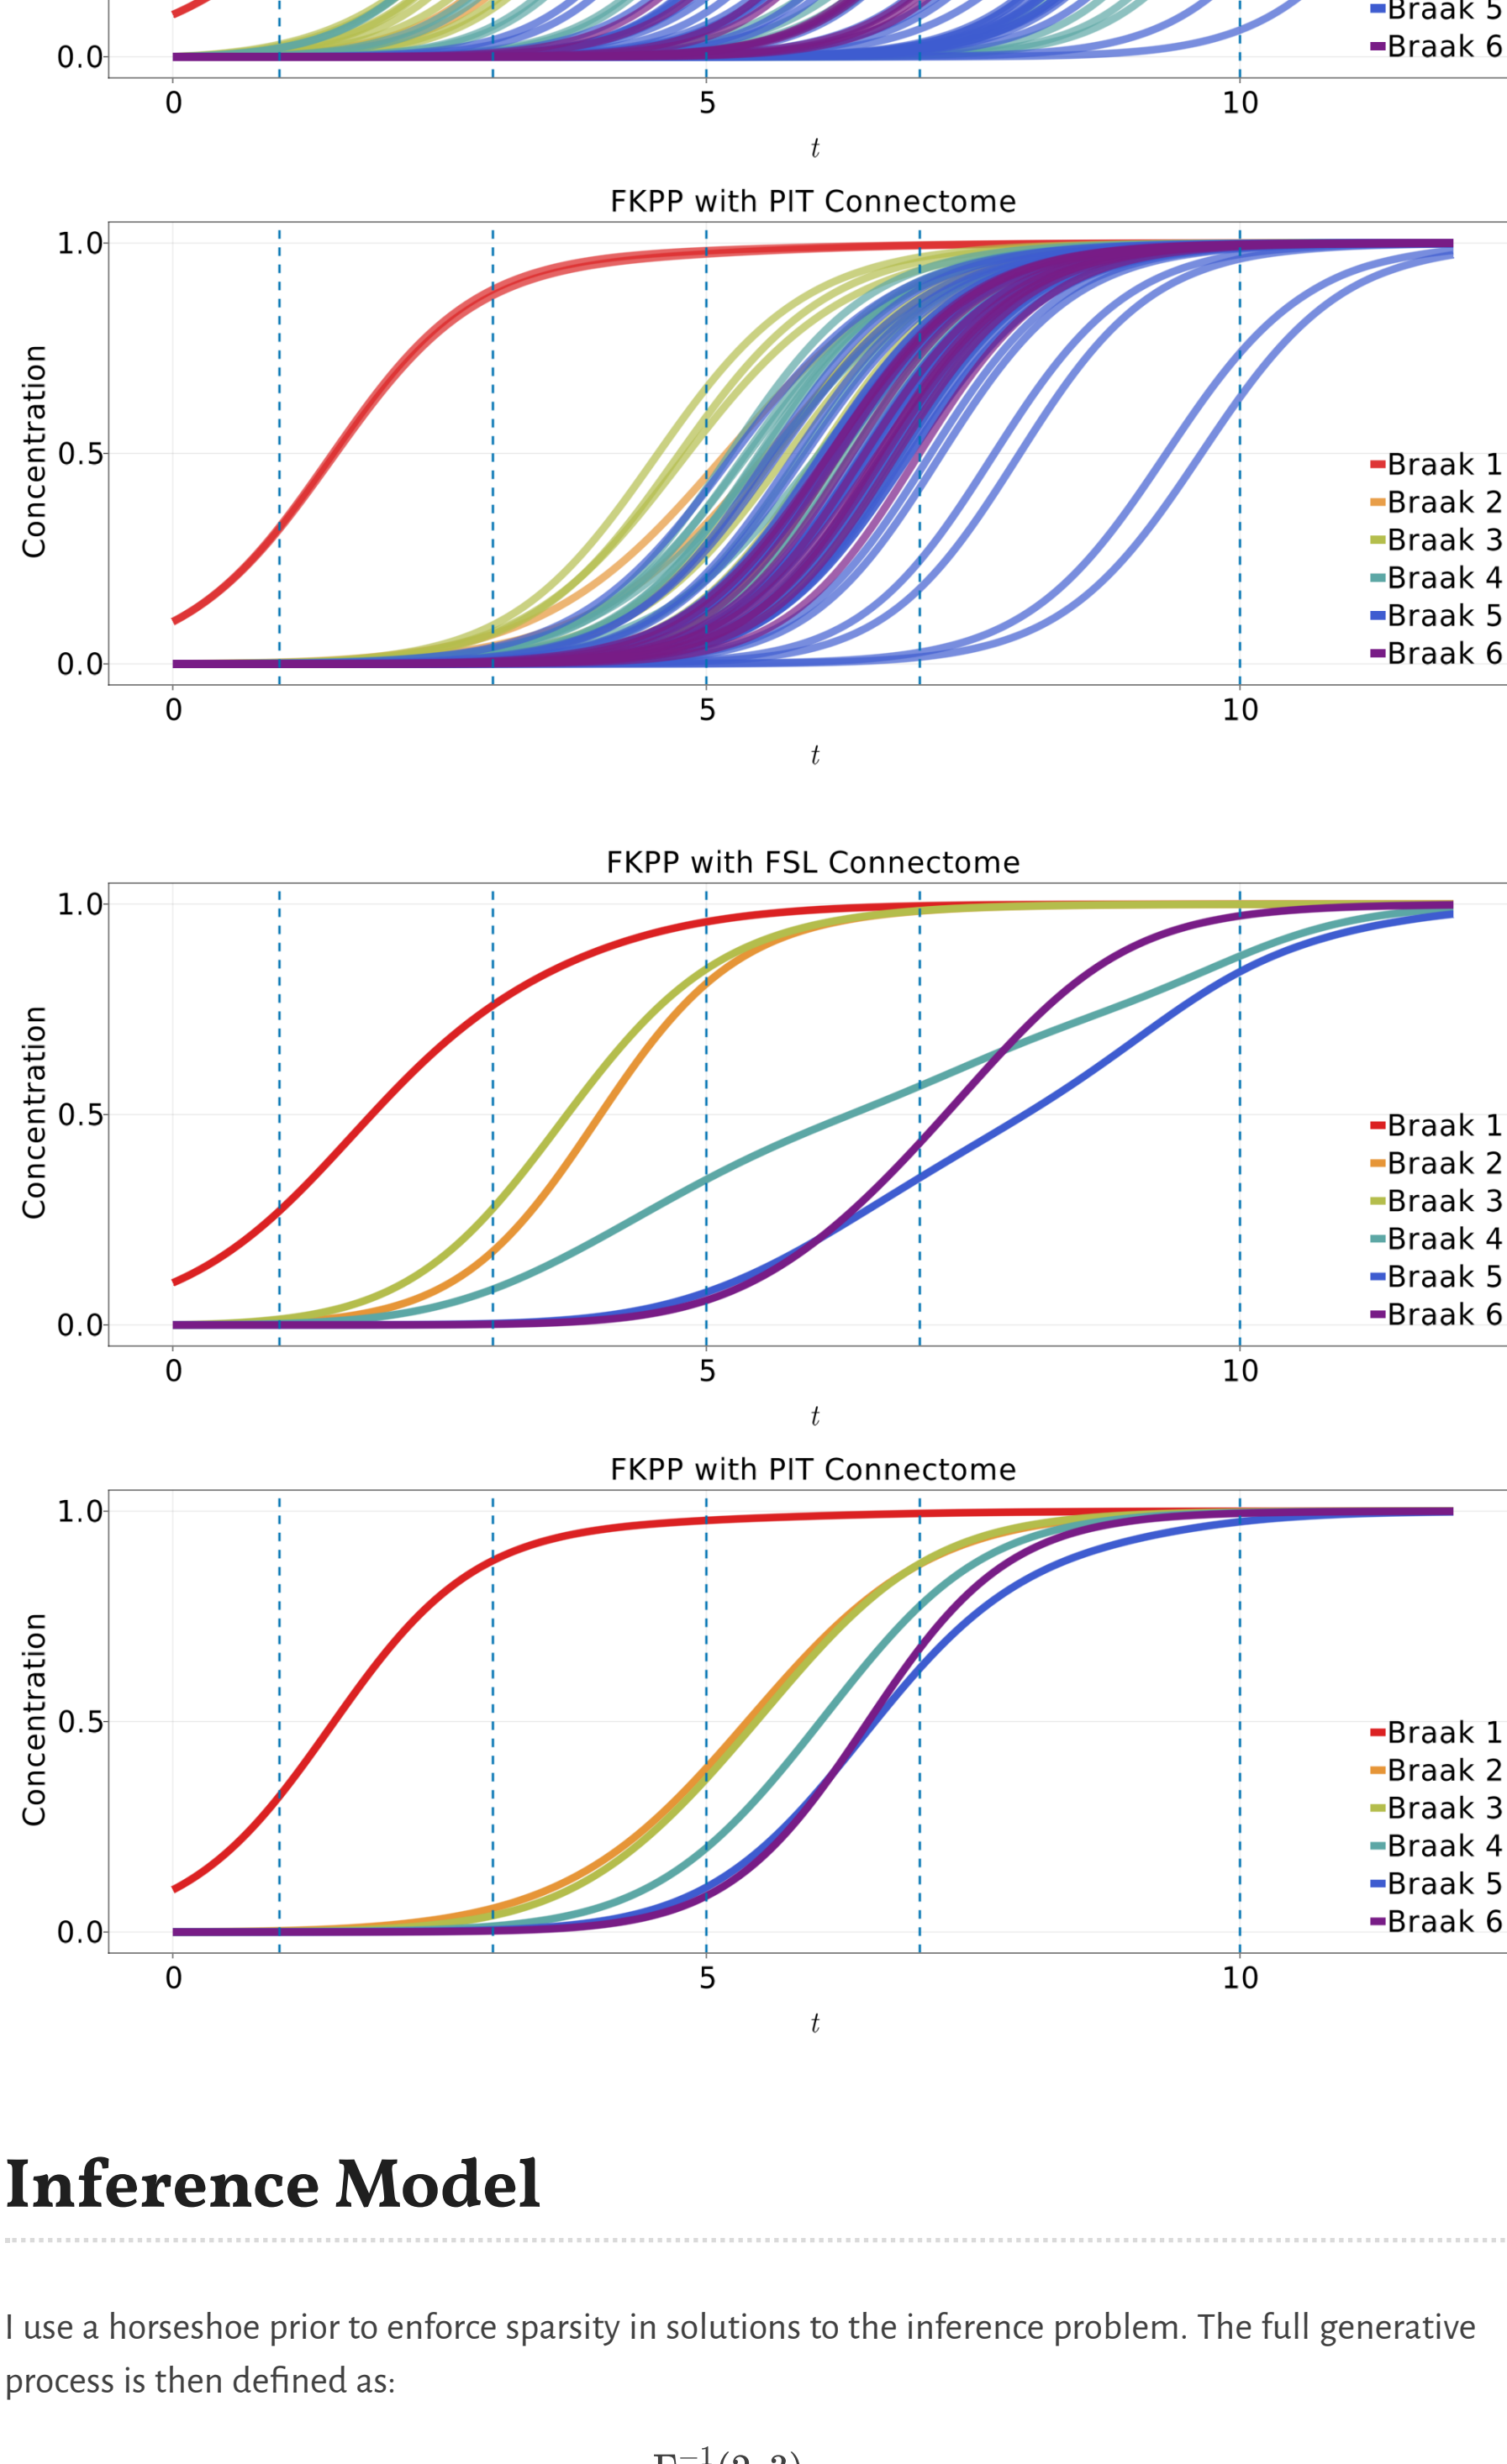 Braak 5
Braak 6
0.0
0 5 10
t
FKPP with PIT Connectome
1.0
0.5
0.0
Concentration
Braak 1
Braak 2
Braak 3
Braak 4
Braak 5
Braak 6
0 5 10
t
FKPP with FSL Connectome
1.0
0.5
0.0
Concentration
Braak 1
Braak 2
Braak 3
Braak 4
Braak 5
Braak 6
0 5 10
t
FKPP with PIT Connectome
1.0
0.5
0.0
Concentration
Braak 1
Braak 2
Braak 3
Braak 4
Braak 5
Braak 6
0 5 10
t
Inference Model
I use a horseshoe prior to enforce sparsity in solutions to the inference problem. The full generative
process is then defined as: